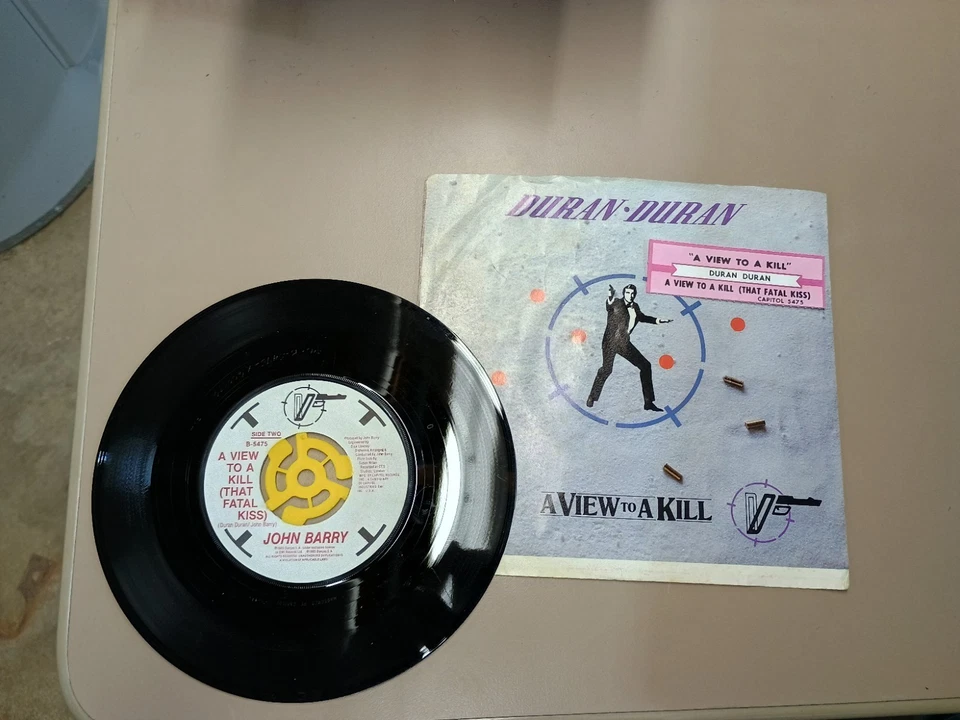 DURAN·DURAN
"A VIEW TO A KILL"
DURAN DURAN
A VIEW TO A KILL (THAT FATAL KISS)
CAPITOL 5475
A VIEW TO A KILL
SIDE TWO
B-5475
A VIEW
TO A
KILL
(THAT
FATAL
KISS)
(Duran Duran/ John Barry)
JOHN BARRY